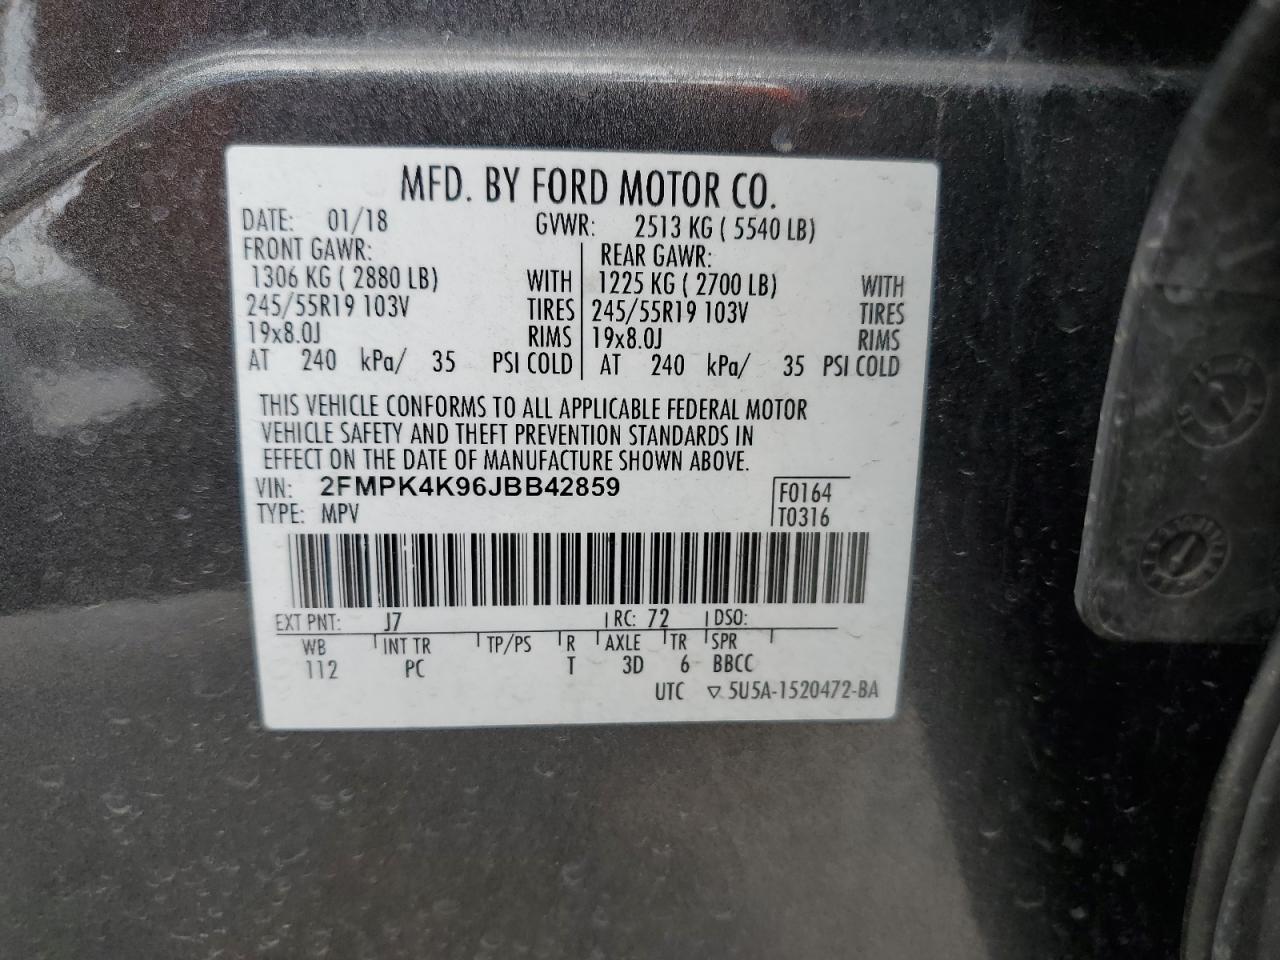 MFD. BY FORD MOTOR CO.
DATE: 01/18 GVWR: 2513 KG ( 5540 LB)
FRONT GAWR: REAR GAWR:
1306 KG ( 2880 LB) WITH 1225 KG ( 2700 LB) WITH
245/55R19 103V TIRES 245/55R19 103V TIRES
19x8.0J RIMS 19x8.0J RIMS
AT 240 kPa/ 35 PSI COLD AT 240 kPa/ 35 PSI COLD
THIS VEHICLE CONFORMS TO ALL APPLICABLE FEDERAL MOTOR
VEHICLE SAFETY AND THEFT PREVENTION STANDARDS IN
EFFECT ON THE DATE OF MANUFACTURE SHOWN ABOVE.
VIN: 2FMPK4K96JBB42859 F0164
TYPE: MPV T0316
EXT PNT: J7 RC: 72 DSO:
WB INT TR TP/PS R AXLE TR SPR
112 PC T 3D 6 BBCC
UTC ▽ 5U5A-1520472-BA